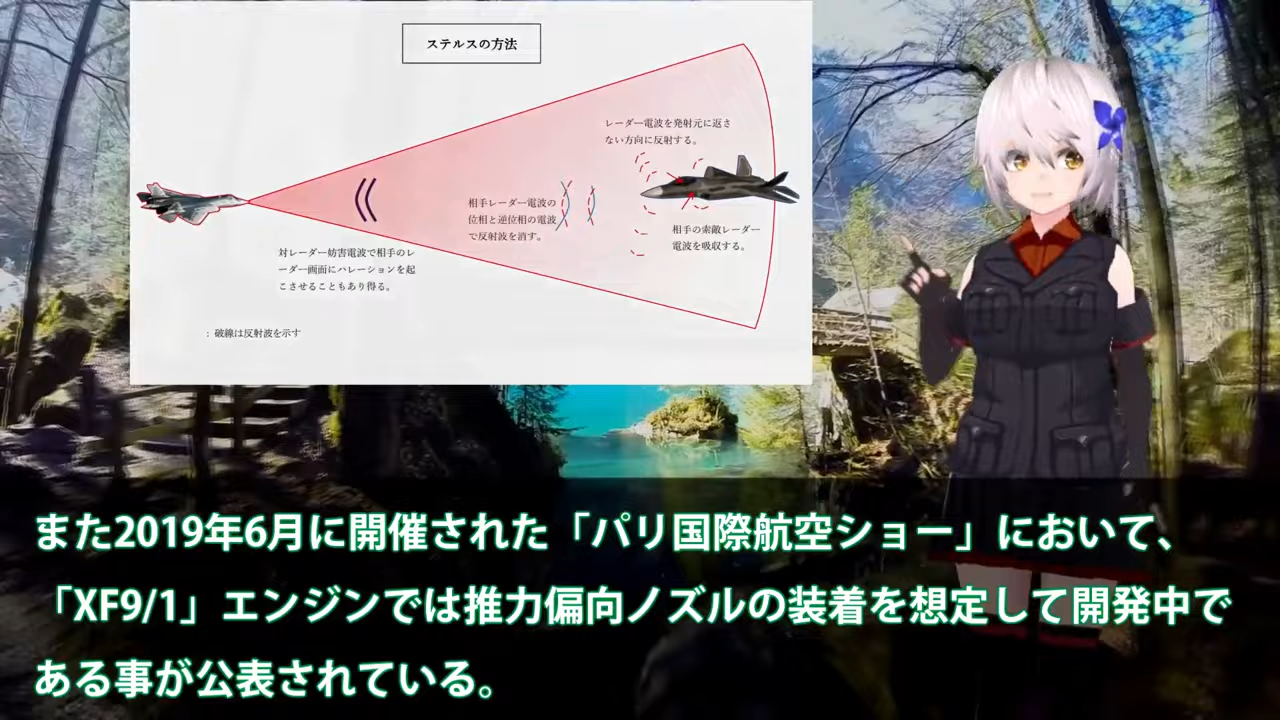 ステルスの方法
レーダー電波を発射元に返さ
ない方向に反射する。
相手レーダー電波の
位相と逆位相の電波
で反射波を消す。
相手の索敵レーダー
電波を吸収する。
対レーダー妨害電波で相手のレ
ーダー画面にハレーションを起
こさせることもあり得る。
：破線は反射波を示す
また2019年6月に開催された「パリ国際航空ショー」において、
「XF9/1」エンジンでは推力偏向ノズルの装着を想定して開発中で
ある事が公表されている。